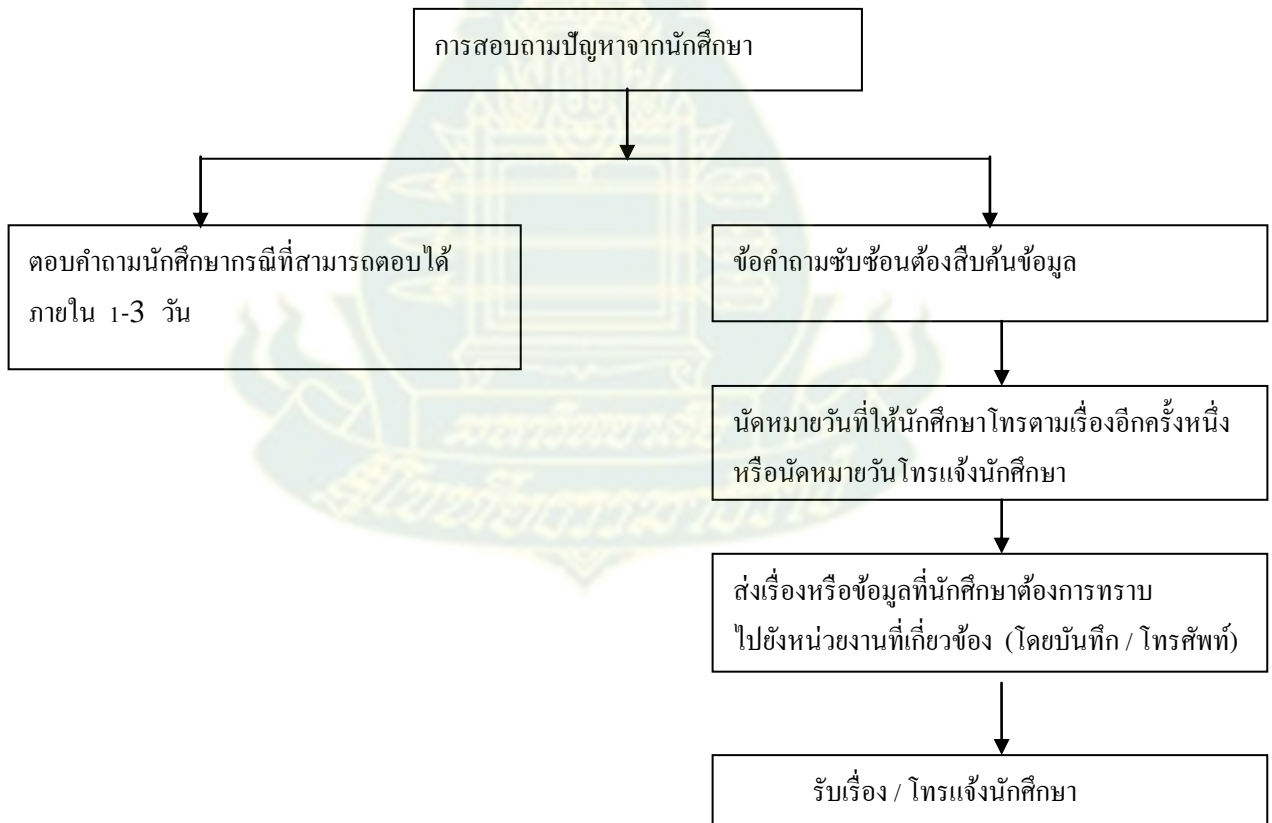 การสอบถามปัญหาจากนักศึกษา
ตอบคำถามนักศึกษากรณีที่สามารถตอบได้
ภายใน 1-3 วัน
ข้อคำถามซับซ้อนต้องสืบค้นข้อมูล
นัดหมายวันที่ให้นักศึกษาโทรตามเรื่องอีกครั้งหนึ่ง
หรือนัดหมายวันโทรแจ้งนักศึกษา
ส่งเรื่องหรือข้อมูลที่นักศึกษาต้องการทราบ
ไปยังหน่วยงานที่เกี่ยวข้อง (โดยบันทึก / โทรศัพท์)
รับเรื่อง / โทรแจ้งนักศึกษา